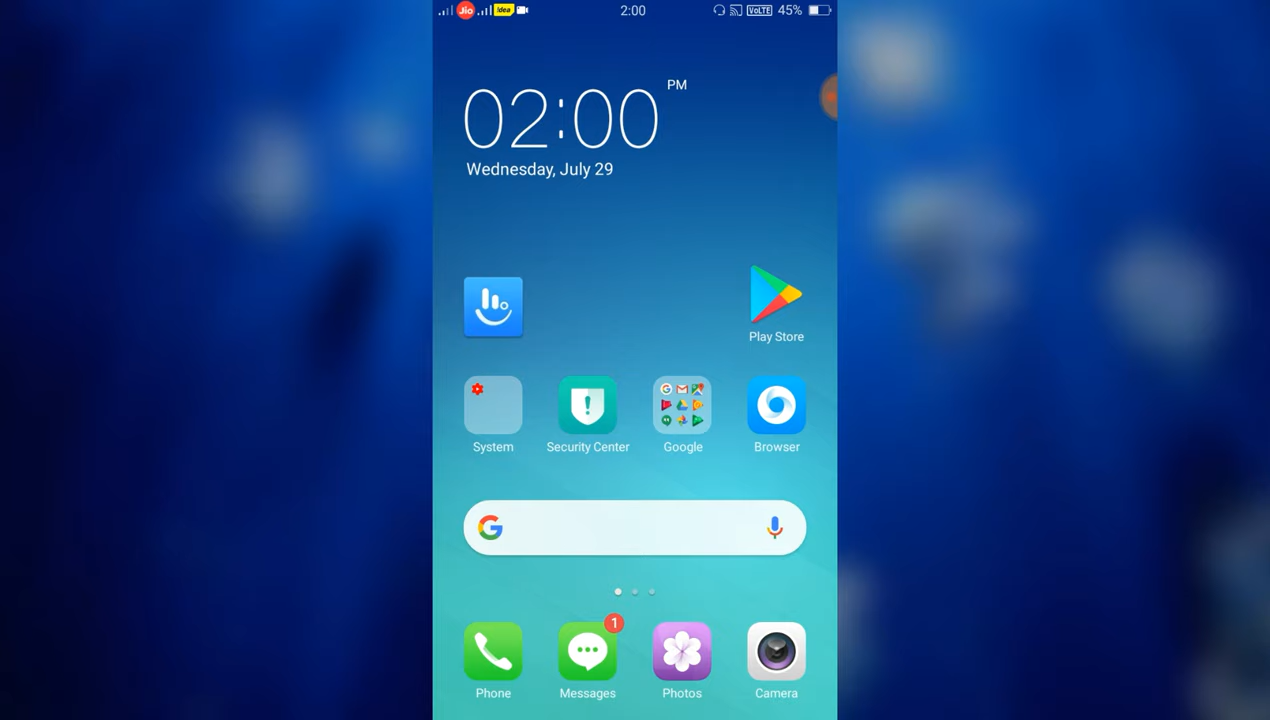 Jio idea 2:00 VoLTE 45%
02:00 PM
Wednesday, July 29
Play Store
System Security Center Google Browser
G
1
Phone Messages Photos Camera